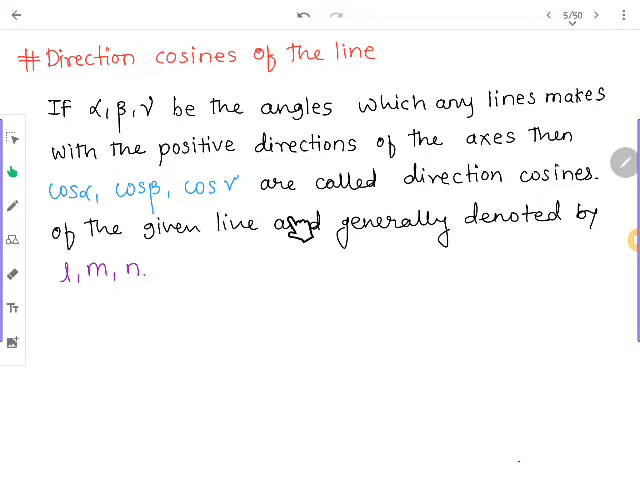 5/50
# Direction cosines of the line
If α, β, γ be the angles which any lines makes
with the positive directions of the axes then
cosα, cosβ, cosγ are called direction cosines.
of the given line and generally denoted by
l, m, n.
Tт